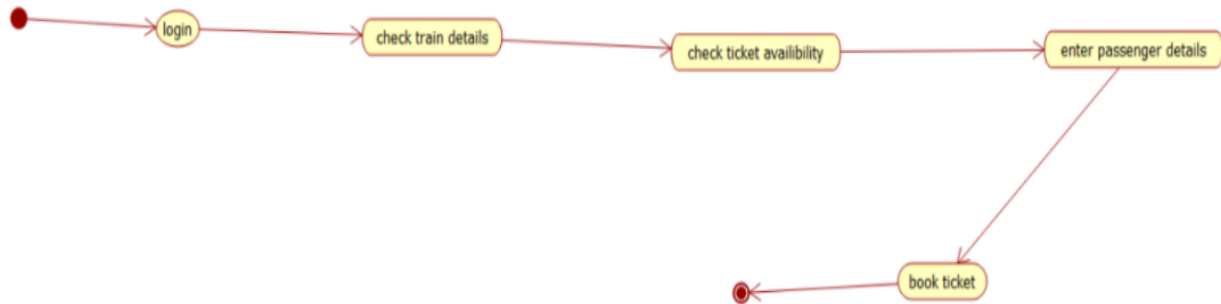 login
check train details
check ticket availibility
enter passenger details
book ticket